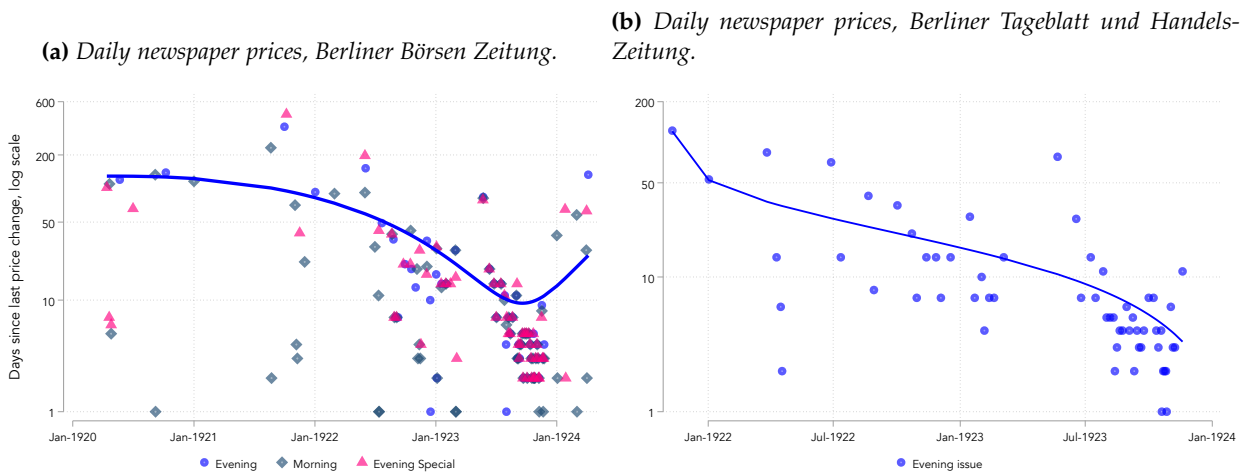 (b) Daily newspaper prices, Berliner Tageblatt und Handels-
(a) Daily newspaper prices, Berliner Börsen Zeitung.
Zeitung.
Days since last price change, log scale
600
200
50
10
1
Jan-1920
Jan-1921
Jan-1922
Jan-1923
Jan-1924
Evening
Morning
Evening Special
200
50
10
1
Jan-1922
Jul-1922
Jan-1923
Jul-1923
Jan-1924
Evening issue